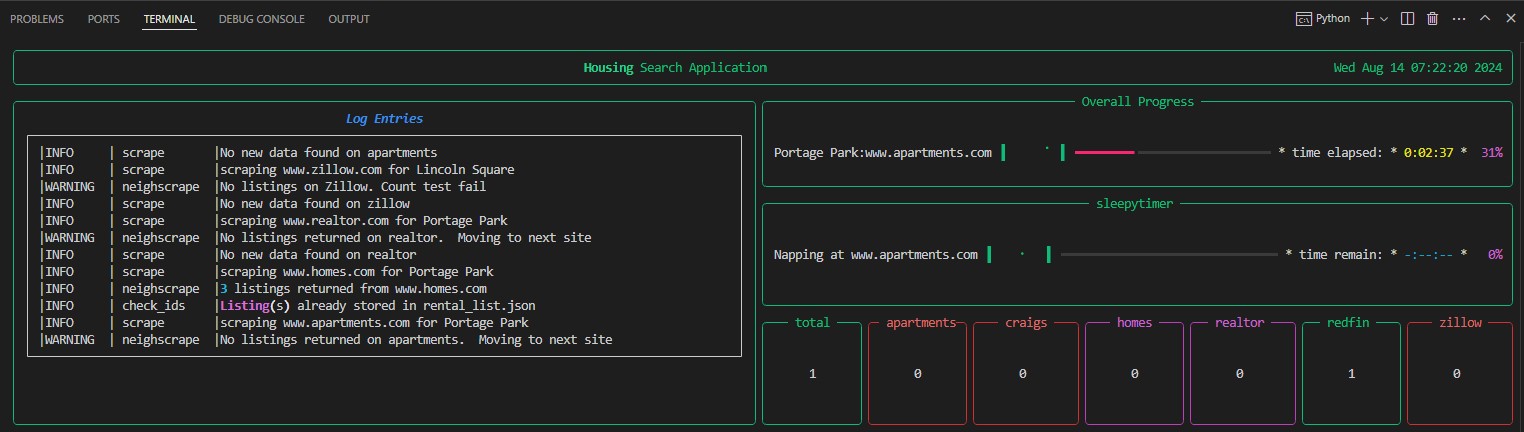 PROBLEMS PORTS TERMINAL DEBUG CONSOLE OUTPUT Python
Housing Search Application Wed Aug 14 07:22:20 2024
Log Entries
|INFO | scrape |No new data found on apartments
|INFO | scrape |scraping www.zillow.com for Lincoln Square
|WARNING | neighscrape |No listings on Zillow. Count test fail
|INFO | scrape |No new data found on zillow
|INFO | scrape |scraping www.realtor.com for Portage Park
|WARNING | neighscrape |No listings returned on realtor.  Moving to next site
|INFO | scrape |No new data found on realtor
|INFO | scrape |scraping www.homes.com for Portage Park
|INFO | neighscrape |3 listings returned from www.homes.com
|INFO | check_ids |Listing(s) already stored in rental_list.json
|INFO | scrape |scraping www.apartments.com for Portage Park
|WARNING | neighscrape |No listings returned on apartments.  Moving to next site
Overall Progress
Portage Park:www.apartments.com * time elapsed: * 0:02:37 * 31%
sleepytimer
Napping at www.apartments.com * time remain: * -:--:-- * 0%
total apartments craigs homes realtor redfin zillow
1 0 0 0 0 1 0